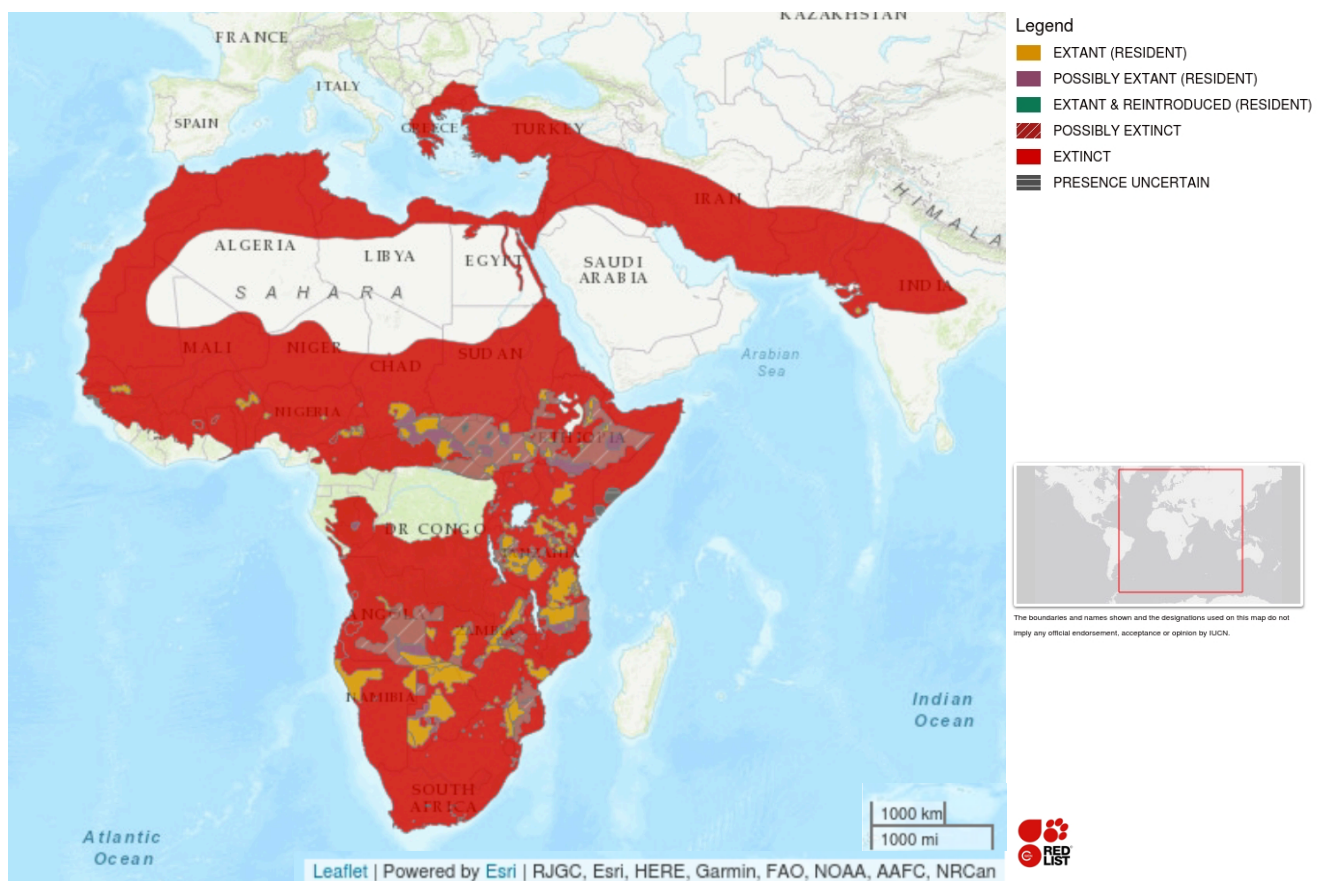 KAZAKHSTAN
FRANCE
ITALY
SPAIN
GREECE
TURKEY
IRAN
HIMALA
ALGERIA
LIBYA
EGYPT
SAUDI
ARABIA
INDIA
SAHARA
MALI
NIGER
CHAD
SUDAN
Arabian
Sea
NIGERIA
ETHIOPIA
DR CONGO
TANZANIA
ANGOLA
ZAMBIA
NAMIBIA
Indian
Ocean
SOUTH
AFRICA
Atlantic
Ocean
1000 km
1000 mi
Leaflet | Powered by Esri | RJGC, Esri, HERE, Garmin, FAO, NOAA, AAFC, NRCan
Legend
EXTANT (RESIDENT)
POSSIBLY EXTANT (RESIDENT)
EXTANT & REINTRODUCED (RESIDENT)
POSSIBLY EXTINCT
EXTINCT
PRESENCE UNCERTAIN
The boundaries and names shown and the designations used on this map do not
imply any official endorsement, acceptance or opinion by IUCN.
RED
LIST